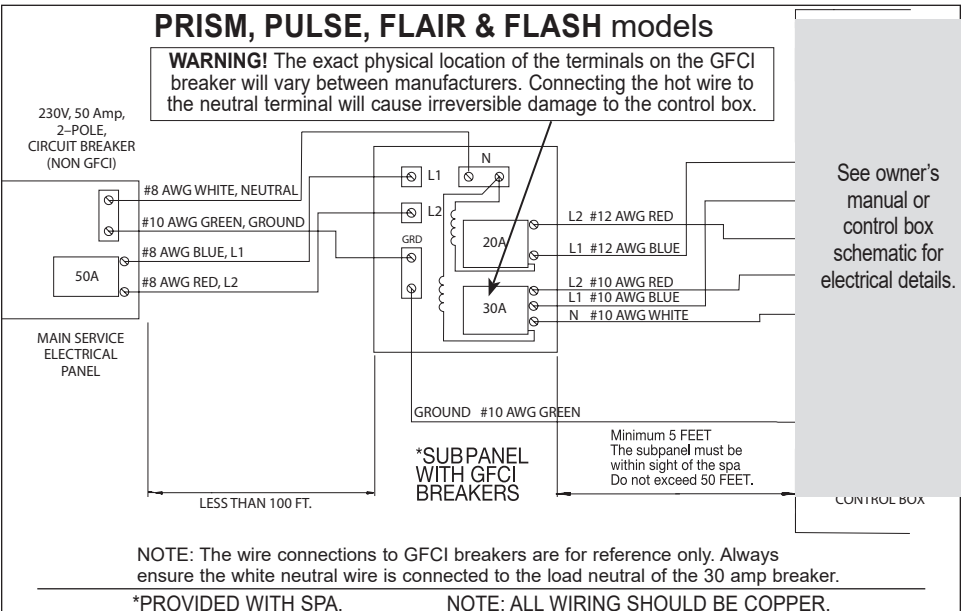 PRISM, PULSE, FLAIR & FLASH models
WARNING! The exact physical location of the terminals on the GFCI
breaker will vary between manufacturers. Connecting the hot wire to
the neutral terminal will cause irreversible damage to the control box.
230V, 50 Amp,
2–POLE,
CIRCUIT BREAKER
(NON GFCI)
#8 AWG WHITE, NEUTRAL
#10 AWG GREEN, GROUND
#8 AWG BLUE, L1
#8 AWG RED, L2
50A
MAIN SERVICE
ELECTRICAL
PANEL
L1
N
L2
GRD
20A
30A
L2 #12 AWG RED
L1 #12 AWG BLUE
L2 #10 AWG RED
L1 #10 AWG BLUE
N #10 AWG WHITE
See owner's
manual or
control box
schematic for
electrical details.
GROUND #10 AWG GREEN
*SUBPANEL
WITH GFCI
BREAKERS
Minimum 5 FEET
The subpanel must be
within sight of the spa
Do not exceed 50 FEET.
LESS THAN 100 FT.
CONTROL BOX
NOTE: The wire connections to GFCI breakers are for reference only. Always
ensure the white neutral wire is connected to the load neutral of the 30 amp breaker.
*PROVIDED WITH SPA.
NOTE: ALL WIRING SHOULD BE COPPER.